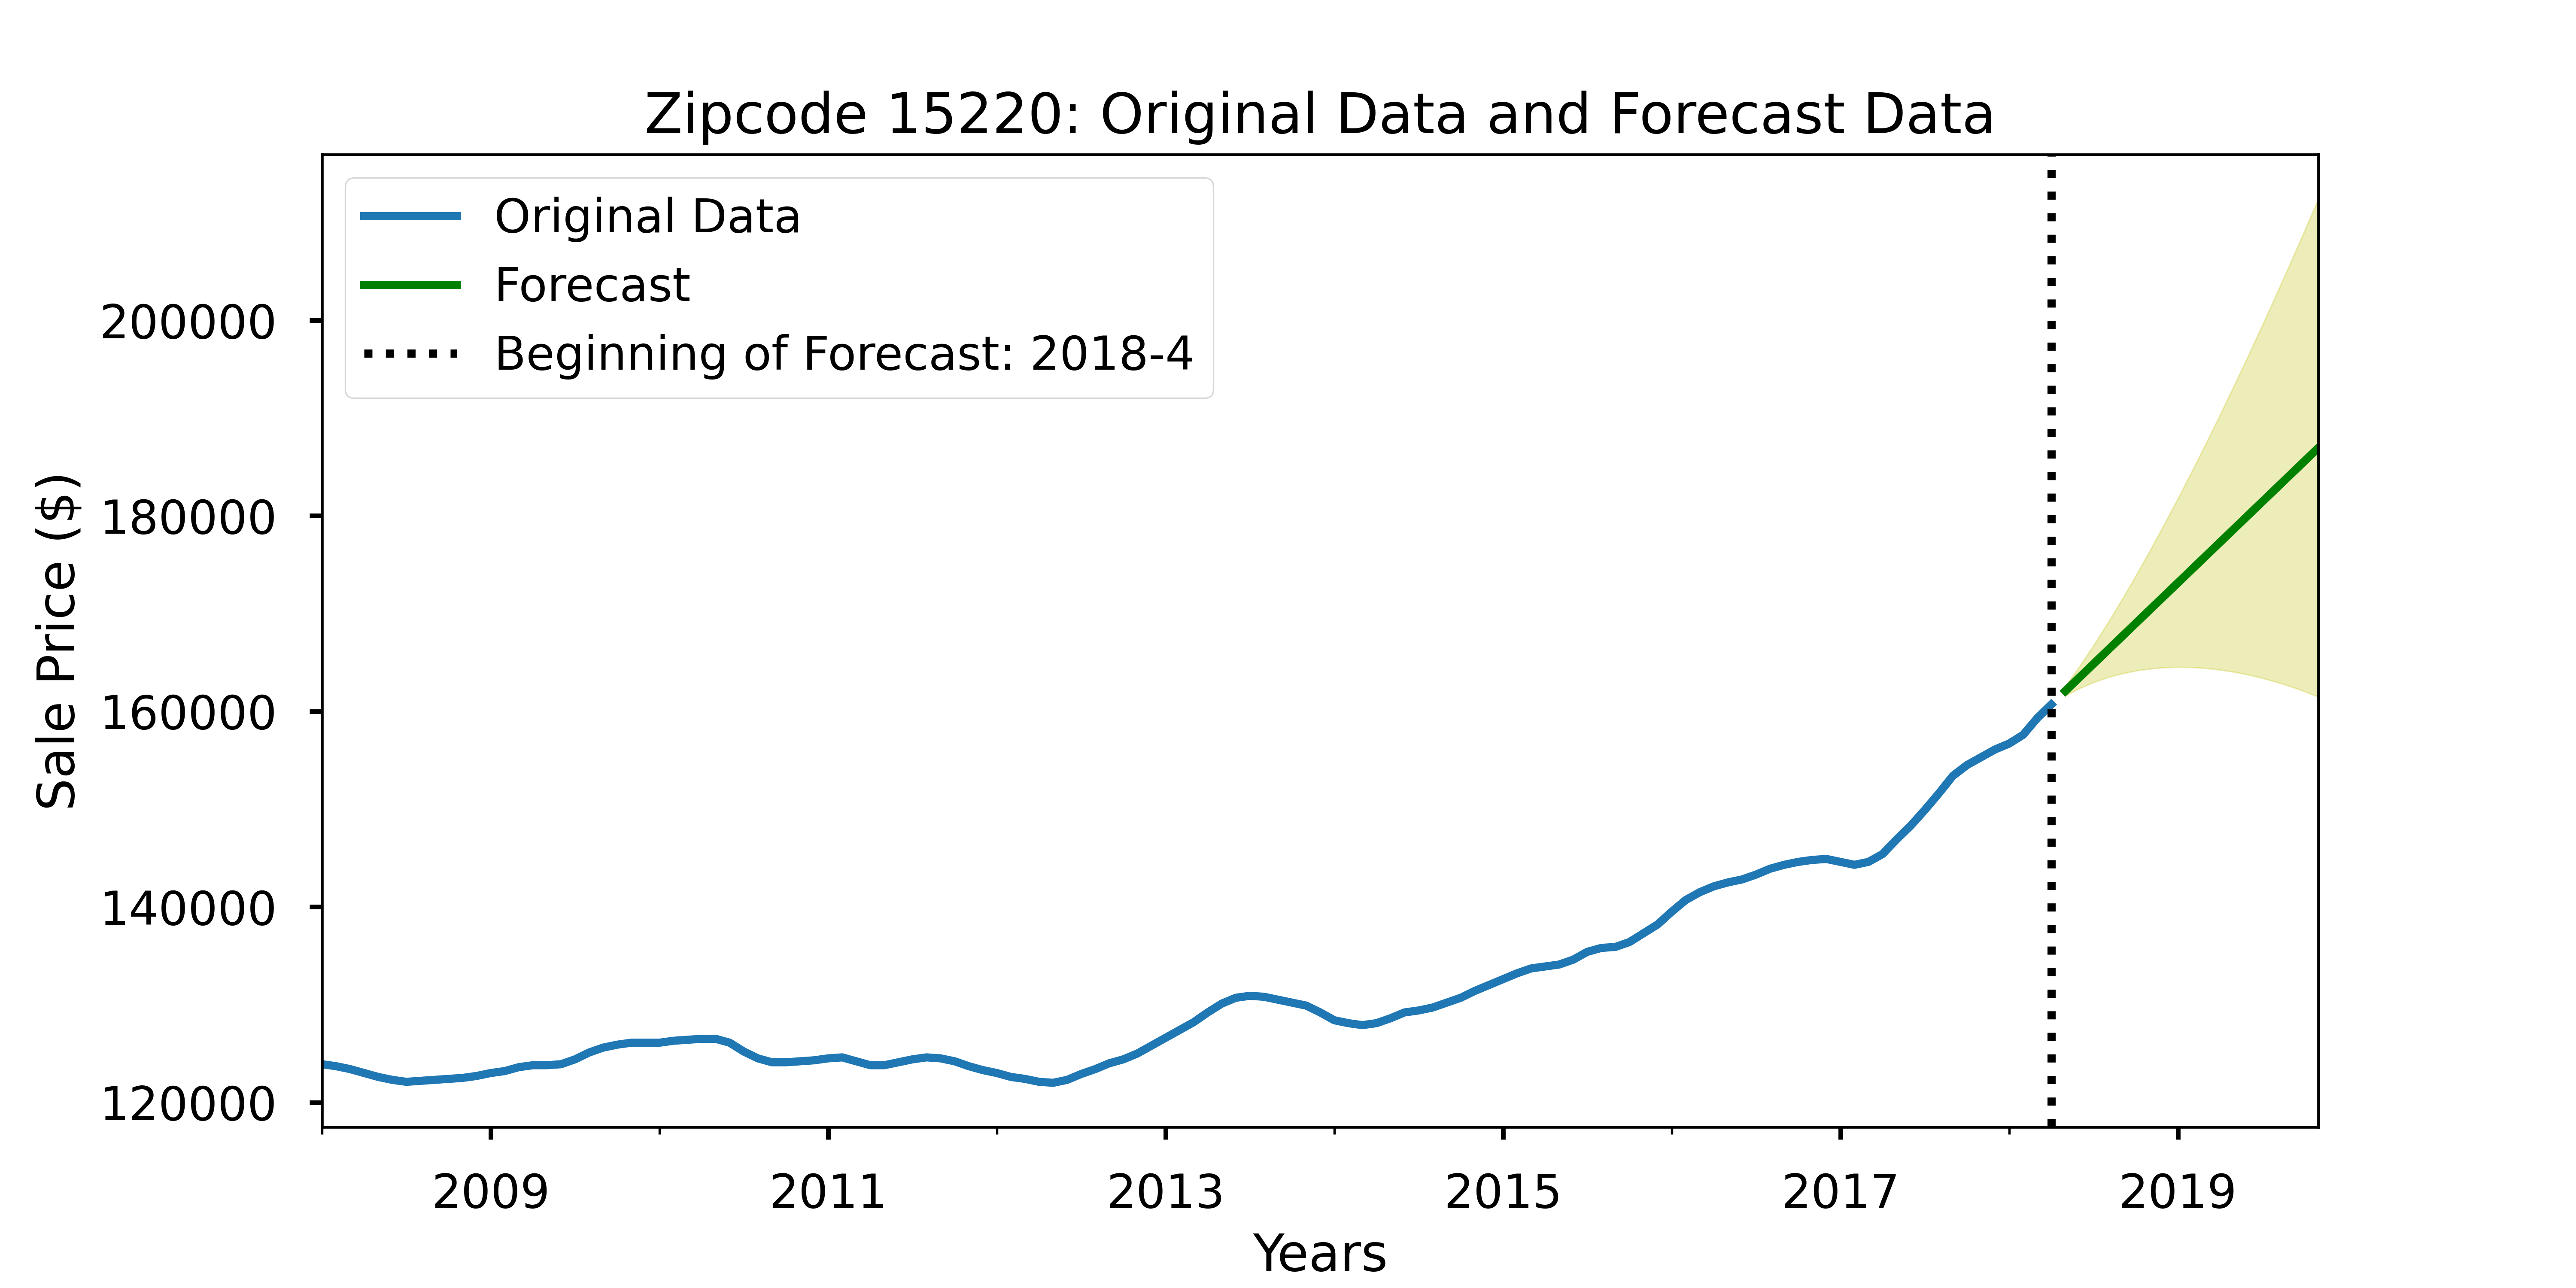 Zipcode 15220: Original Data and Forecast Data
Original Data
Forecast
Beginning of Forecast: 2018-4
Sale Price ($)
200000
180000
160000
140000
120000
2009 2011 2013 2015 2017 2019
Years